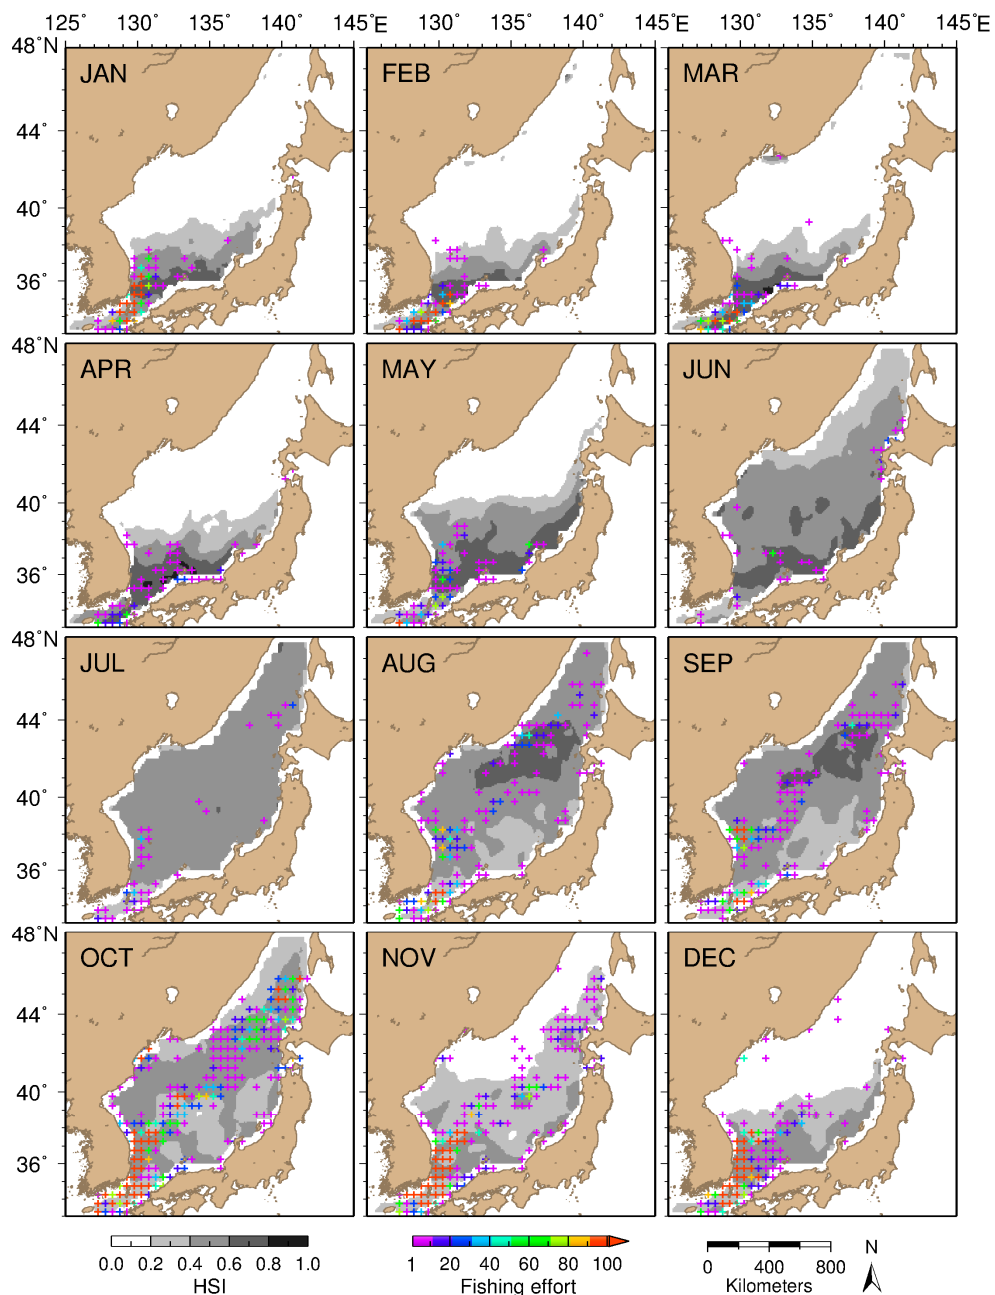 125 130° 135° 140° 145°E 130° 135° 140° 145°E 130° 135° 140° 145°E
48°N
JAN FEB MAR
44°
40°
36°
APR MAY JUN
44°
40°
36°
48°N
JUL AUG SEP
44°
40°
36°
48°N
OCT NOV DEC
44°
40°
36°
0.0 0.2 0.4 0.6 0.8 1.0
HSI
1 20 40 60 80 100
Fishing effort
0 400 800
Kilometers
N